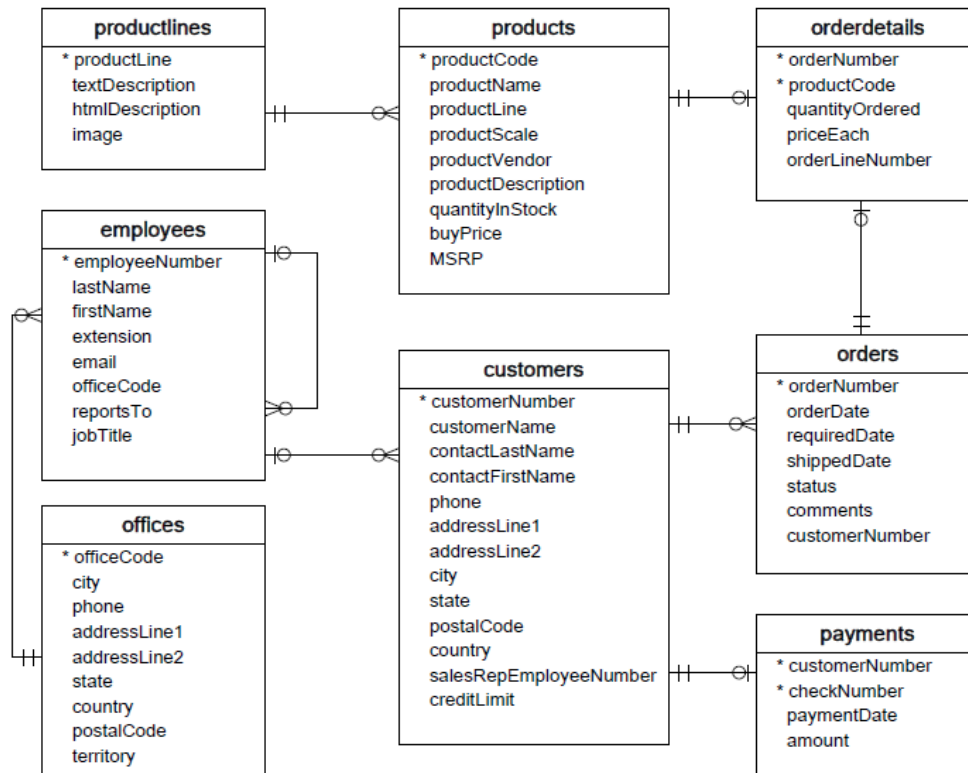 productlines
* productLine
textDescription
htmlDescription
image
products
* productCode
productName
productLine
productScale
productVendor
productDescription
quantityInStock
buyPrice
MSRP
orderdetails
* orderNumber
* productCode
quantityOrdered
priceEach
orderLineNumber
employees
* employeeNumber
lastName
firstName
extension
email
officeCode
reportsTo
jobTitle
customers
* customerNumber
customerName
contactLastName
contactFirstName
phone
addressLine1
addressLine2
city
state
postalCode
country
salesRepEmployeeNumber
creditLimit
orders
* orderNumber
orderDate
requiredDate
shippedDate
status
comments
customerNumber
offices
* officeCode
city
phone
addressLine1
addressLine2
state
country
postalCode
territory
payments
* customerNumber
* checkNumber
paymentDate
amount